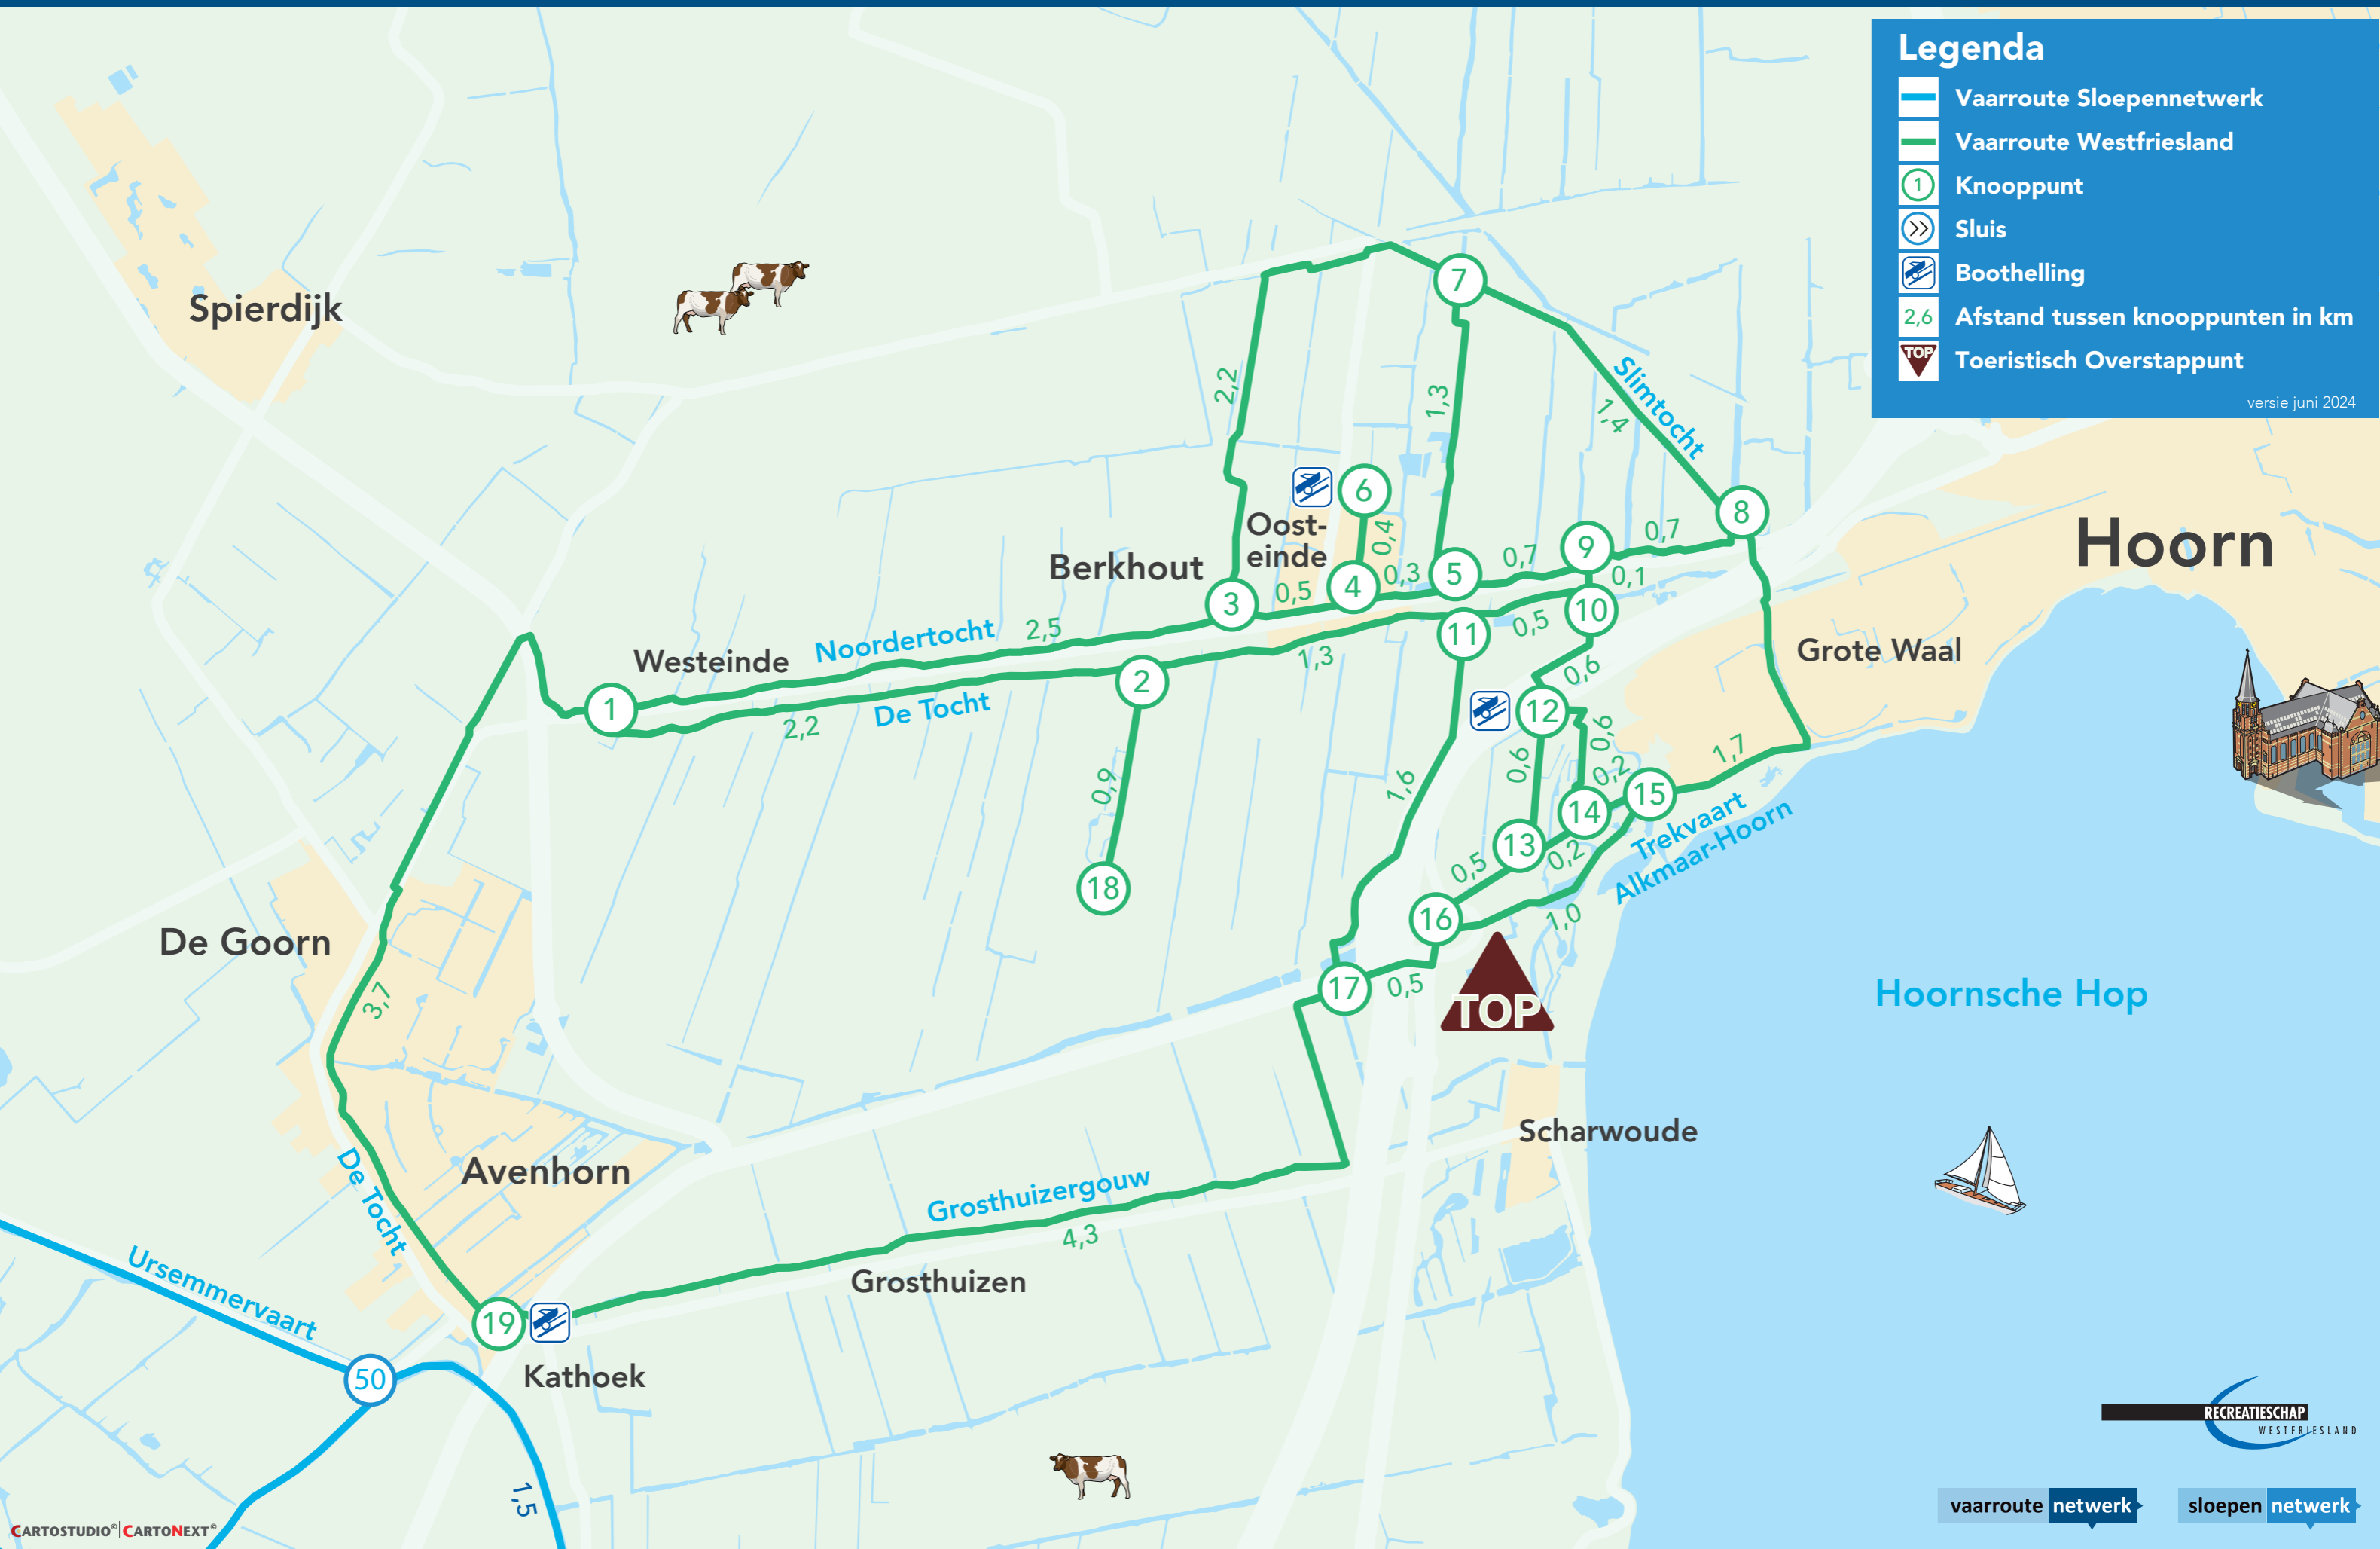 Legenda
Vaarroute Sloepennetwerk
Vaarroute Westfriesland
1 Knooppunt
Sluis
Boothelling
2,6 Afstand tussen knooppunten in km
TOP Toeristisch Overstappunt
versie juni 2024
Spierdijk
7
2,2
1,3
Slimtocht
1,4
6
8
Oost-
einde
0,4
Hoorn
Berkhout
9
0,7
0,7
5
0,3
4
0,5
3
0,1
10
11
0,5
Noordertocht
2,5
Westeinde
1,3
Grote Waal
2
0,6
1
De Tocht
2,2
12
0,6
0,6
1,7
0,9
1,6
0,2
15
14
Trekvaart
Alkmaar-Hoorn
13
0,2
0,5
18
16
1,0
De Goorn
17
0,5
TOP
Hoornsche Hop
3,7
Scharwoude
Avenhorn
De Tocht
Grosthuizergouw
4,3
Grosthuizen
Ursemmervaart
19
50
Kathoek
1,5
RECREATIESCHAP
WESTFRIESLAND
vaarroute netwerk
sloepen netwerk
CARTOSTUDIO© CARTONEXT©